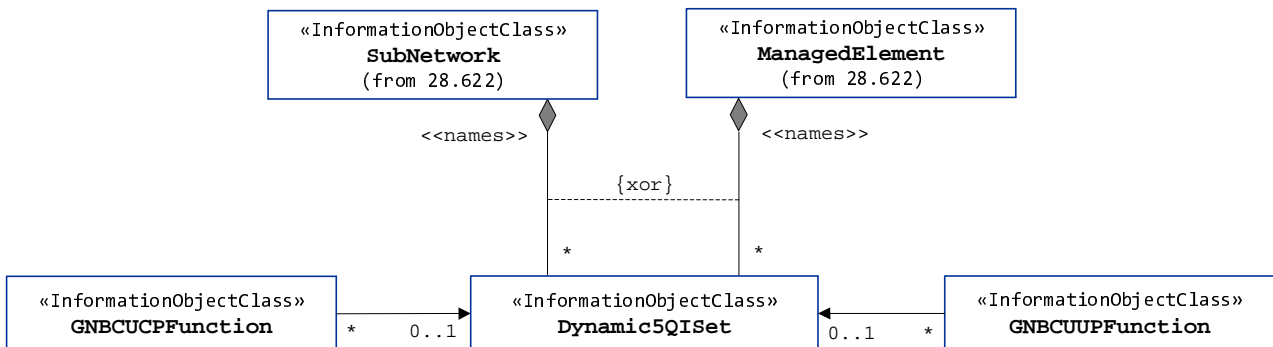 «InformationObjectClass»
SubNetwork
(from 28.622)
«InformationObjectClass»
ManagedElement
(from 28.622)
<<names>>
<<names>>
{xor}
*
*
«InformationObjectClass»
GNBCUCPFunction
*
0..1
«InformationObjectClass»
Dynamic5QISet
0..1
*
«InformationObjectClass»
GNBCUUPFunction